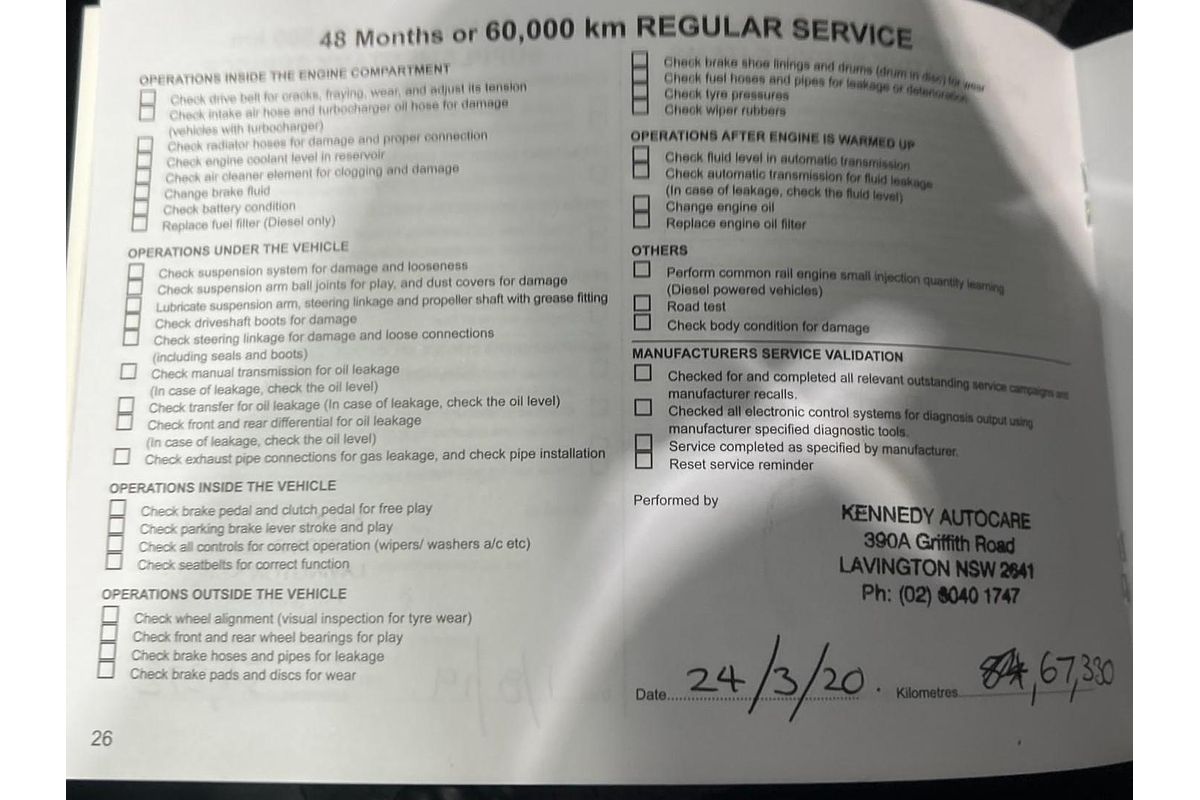 48 Months or 60,000 km REGULAR SERVICE
OPERATIONS INSIDE THE ENGINE COMPARTMENT
Check drive belt for cracks, fraying, wear, and adjust its tension
Check intake air hose and turbocharger oil hose for damage
(vehicles with turbocharger)
Check radiator hoses for damage and proper connection
Check engine coolant level in reservoir
Check air cleaner element for clogging and damage
Change brake fluid
Check battery condition
Replace fuel filter (Diesel only)
OPERATIONS UNDER THE VEHICLE
Check suspension system for damage and looseness
Check suspension arm ball joints for play, and dust covers for damage
Lubricate suspension arm, steering linkage and propeller shaft with grease fitting
Check driveshaft boots for damage
Check steering linkage for damage and loose connections
(including seals and boots)
Check manual transmission for oil leakage
(In case of leakage, check the oil level)
Check transfer for oil leakage (In case of leakage, check the oil level)
Check front and rear differential for oil leakage
(In case of leakage, check the oil level)
Check exhaust pipe connections for gas leakage, and check pipe installation
OPERATIONS INSIDE THE VEHICLE
Check brake pedal and clutch pedal for free play
Check parking brake lever stroke and play
Check all controls for correct operation (wipers/ washers a/c etc)
Check seatbelts for correct function
OPERATIONS OUTSIDE THE VEHICLE
Check wheel alignment (visual inspection for tyre wear)
Check front and rear wheel bearings for play
Check brake hoses and pipes for leakage
Check brake pads and discs for wear
26
Check brake shoe linings and drums (drum in disc) for wear
Check fuel hoses and pipes for leakage or deterioration
Check tyre pressures
Check wiper rubbers
OPERATIONS AFTER ENGINE IS WARMED UP
Check fluid level in automatic transmission
Check automatic transmission for fluid leakage
(In case of leakage, check the fluid level)
Change engine oil
Replace engine oil filter
OTHERS
Perform common rail engine small injection quantity learning
(Diesel powered vehicles)
Road test
Check body condition for damage
MANUFACTURERS SERVICE VALIDATION
Checked for and completed all relevant outstanding service campaigns and
manufacturer recalls.
Checked all electronic control systems for diagnosis output using
manufacturer specified diagnostic tools.
Service completed as specified by manufacturer.
Reset service reminder
Performed by
KENNEDY AUTOCARE
390A Griffith Road
LAVINGTON NSW 2641
Ph: (02) 6040 1747
Date 24/3/20 . Kilometres 67,330